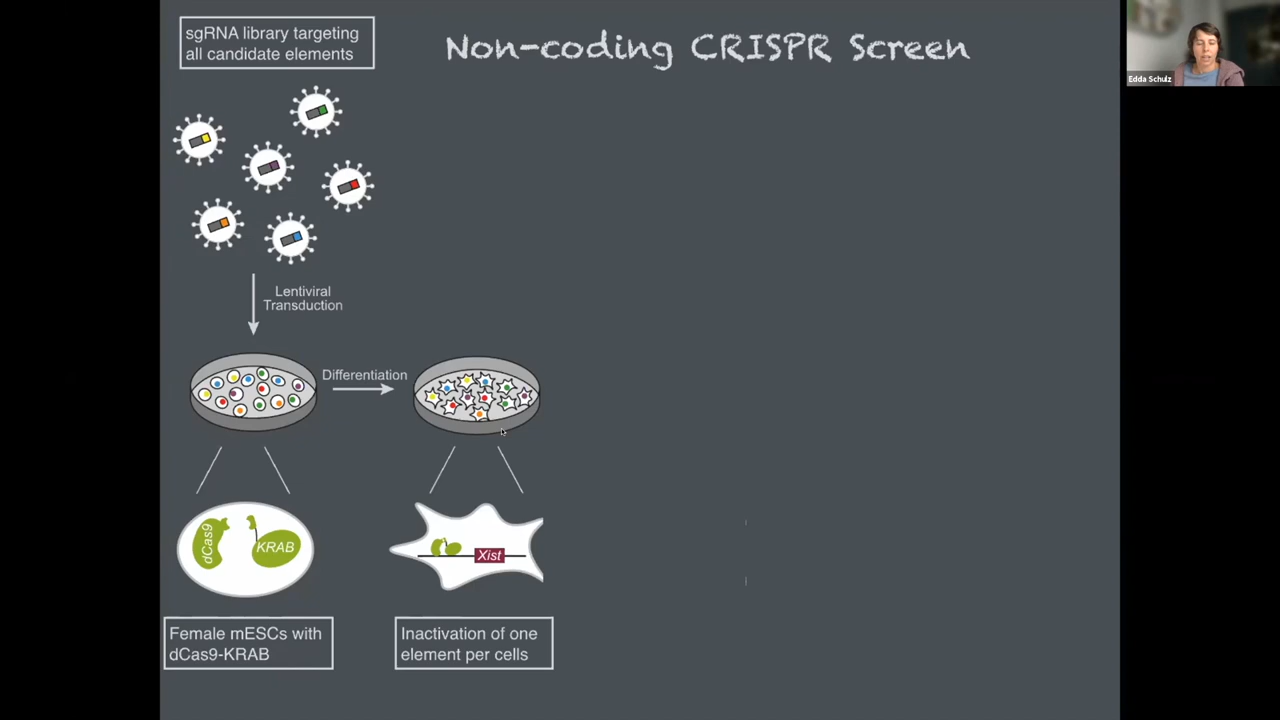 sgRNA library targeting
all candidate elements
Non-coding CRISPR Screen
Edda Schulz
Lentiviral
Transduction
Differentiation
dCas9
KRAB
Xist
Female mESCs with
dCas9-KRAB
Inactivation of one
element per cells